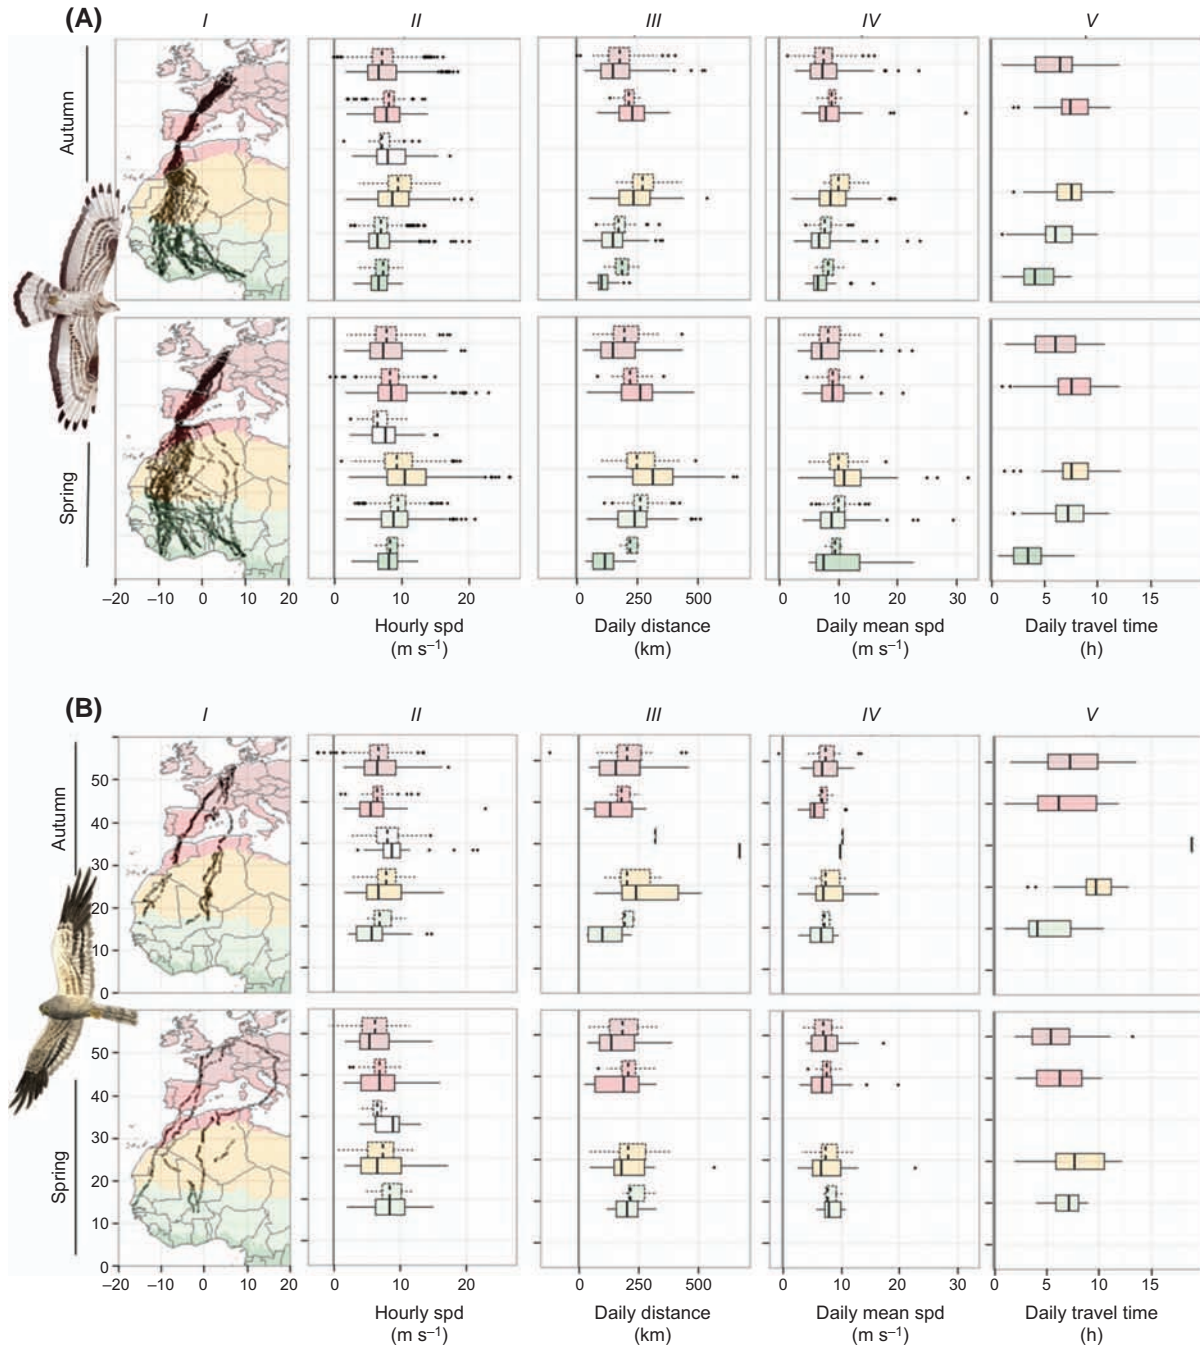 (A)
I II III IV V
Autumn
Spring
–20 –10 0 10 20
0 10 20
0 250 500
0 10 20 30
0 5 10 15
Hourly spd Daily distance Daily mean spd Daily travel time
(m s⁻¹) (km) (m s⁻¹) (h)
(B)
I II III IV V
Autumn
50
40
30
20
10
0
Spring
50
40
30
20
10
0
–20 –10 0 10 20
0 10 20
0 250 500
0 10 20 30
0 5 10 15
Hourly spd Daily distance Daily mean spd Daily travel time
(m s⁻¹) (km) (m s⁻¹) (h)